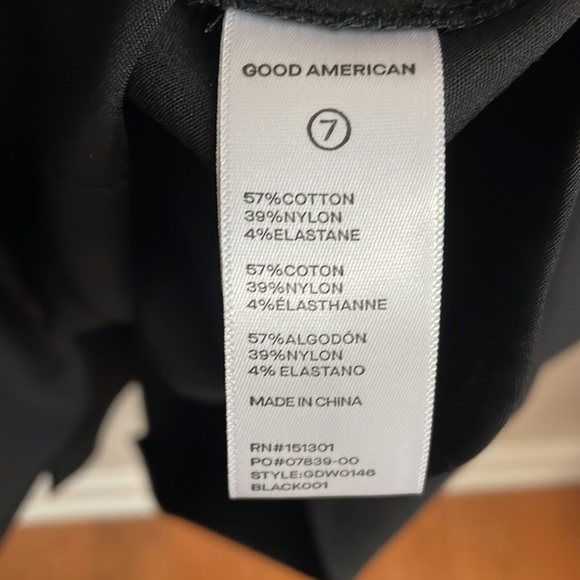 GOOD AMERICAN
7
57%COTTON
39%NYLON
4%ELASTANE
57%COTON
39%NYLON
4%ÉLASTHANNE
57%ALGODÓN
39%NYLON
4% ELASTANO
MADE IN CHINA
RN#151301
PO#07839-00
STYLE:GDW0146
BLACK001